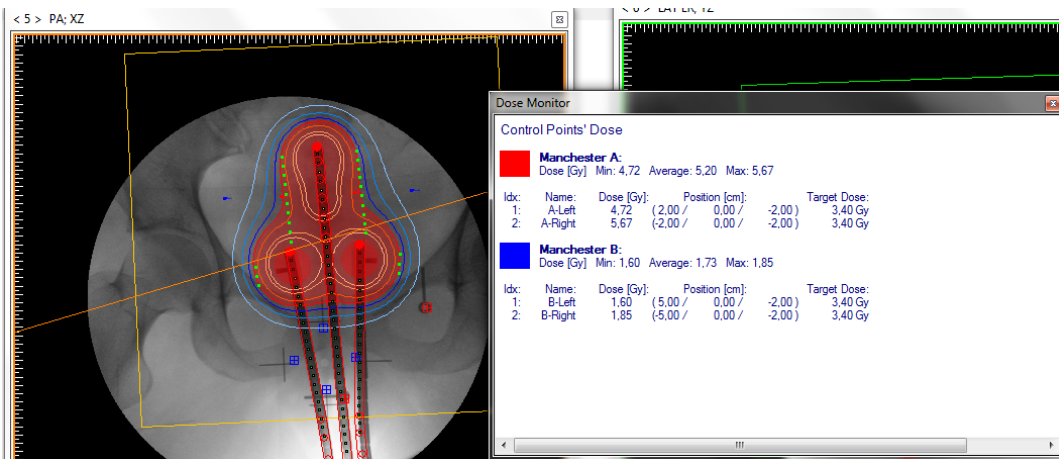 < 5 > PA; XZ
< 6 > LAT LR; YZ
Dose Monitor
Control Points' Dose
Manchester A:
Dose [Gy] Min: 4,72 Average: 5,20 Max: 5,67
Idx: Name: Dose [Gy]: Position [cm]: Target Dose:
1: A-Left 4,72 ( 2,00 / 0,00 / -2,00 ) 3,40 Gy
2: A-Right 5,67 (-2,00 / 0,00 / -2,00 ) 3,40 Gy
Manchester B:
Dose [Gy] Min: 1,60 Average: 1,73 Max: 1,85
Idx: Name: Dose [Gy]: Position [cm]: Target Dose:
1: B-Left 1,60 ( 5,00 / 0,00 / -2,00 ) 3,40 Gy
2: B-Right 1,85 (-5,00 / 0,00 / -2,00 ) 3,40 Gy